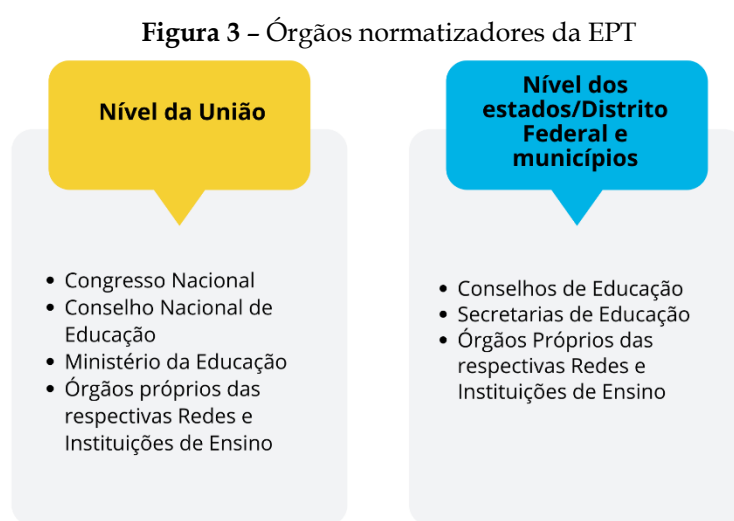 Figura 3 – Órgãos normatizadores da EPT
Nível da União
• Congresso Nacional
• Conselho Nacional de
Educação
• Ministério da Educação
• Órgãos próprios das
respectivas Redes e
Instituições de Ensino
Nível dos
estados/Distrito
Federal e
municípios
• Conselhos de Educação
• Secretarias de Educação
• Órgãos Próprios das
respectivas Redes e
Instituições de Ensino